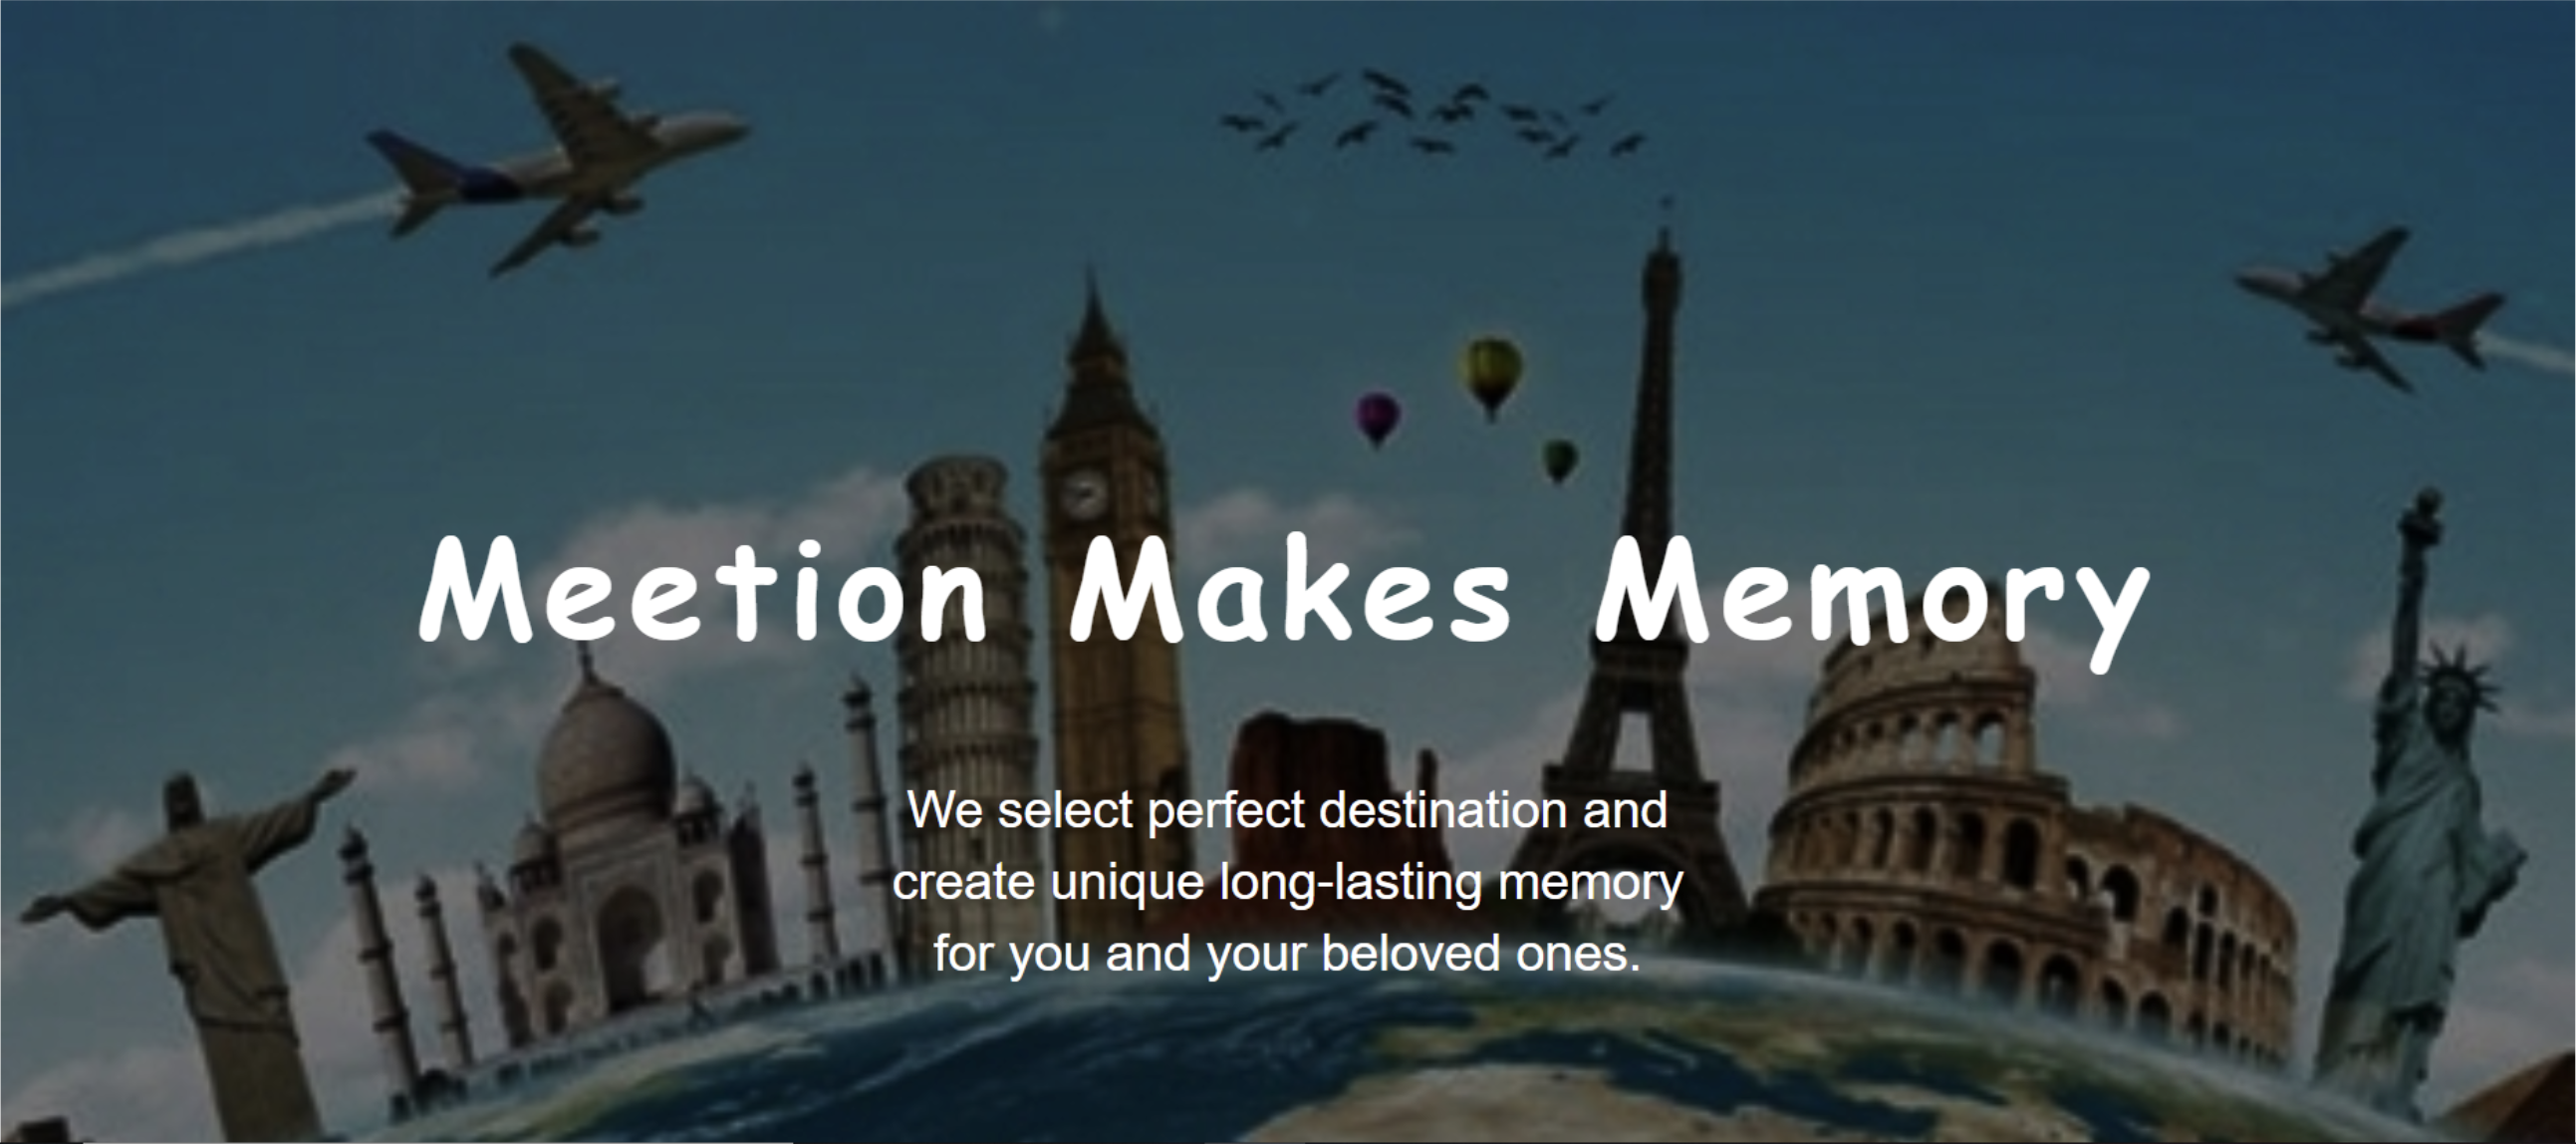 Meetion Makes Memory
We select perfect destination and
create unique long-lasting memory
for you and your beloved ones.